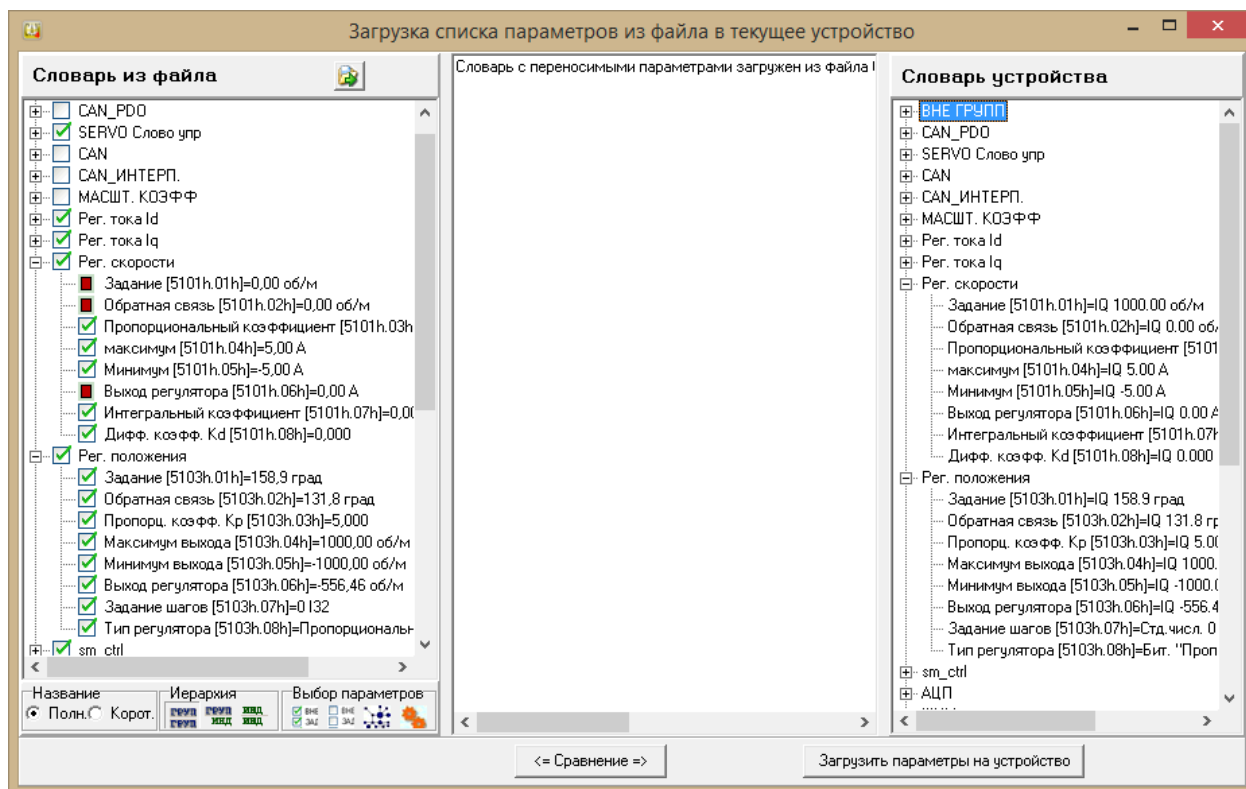 Загрузка списка параметров из файла в текущее устройство
Словарь из файла
CAN_PDO
SERVO Слово упр
CAN
CAN_ИНТЕРП.
МАСШТ. КОЭФФ
Рег. тока Id
Рег. тока Iq
Рег. скорости
Задание [5101h.01h]=0,00 об/м
Обратная связь [5101h.02h]=0,00 об/м
Пропорциональный коэффициент [5101h.03h
максимум [5101h.04h]=5,00 А
Минимум [5101h.05h]=-5,00 А
Выход регулятора [5101h.06h]=0,00 А
Интегральный коэффициент [5101h.07h]=0,00
Дифф. коэфф. Kd [5101h.08h]=0,000
Рег. положения
Задание [5103h.01h]=158,9 град
Обратная связь [5103h.02h]=131,8 град
Пропорц. коэфф. Kp [5103h.03h]=5,000
Максимум выхода [5103h.04h]=1000,00 об/м
Минимум выхода [5103h.05h]=-1000,00 об/м
Выход регулятора [5103h.06h]=-556,46 об/м
Задание шагов [5103h.07h]=0 I32
Тип регулятора [5103h.08h]=Пропорциональн
sm_ctrl
Название
Полн. Корот.
Иерархия
ГРУП ГРУП ИНД
ГРУП ИНД ИНД
Выбор параметров
ВНЕ ВНЕ
ЗАД ЗАД
Словарь с переносимыми параметрами загружен из файла
Словарь устройства
ВНЕ ГРУПП
CAN_PDO
SERVO Слово упр
CAN
CAN_ИНТЕРП.
МАСШТ. КОЭФФ
Рег. тока Id
Рег. тока Iq
Рег. скорости
Задание [5101h.01h]=IQ 1000.00 об/м
Обратная связь [5101h.02h]=IQ 0.00 об/
Пропорциональный коэффициент [5101
максимум [5101h.04h]=IQ 5.00 А
Минимум [5101h.05h]=IQ -5.00 А
Выход регулятора [5101h.06h]=IQ 0.00 А
Интегральный коэффициент [5101h.07h
Дифф. коэфф. Kd [5101h.08h]=IQ 0.000
Рег. положения
Задание [5103h.01h]=IQ 158.9 град
Обратная связь [5103h.02h]=IQ 131.8 гр
Пропорц. коэфф. Kp [5103h.03h]=IQ 5.00
Максимум выхода [5103h.04h]=IQ 1000.
Минимум выхода [5103h.05h]=IQ -1000.0
Выход регулятора [5103h.06h]=IQ -556.4
Задание шагов [5103h.07h]=Стд.числ. 0
Тип регулятора [5103h.08h]=Бит. "Проп
sm_ctrl
АЦП
<= Сравнение =>
Загрузить параметры на устройство